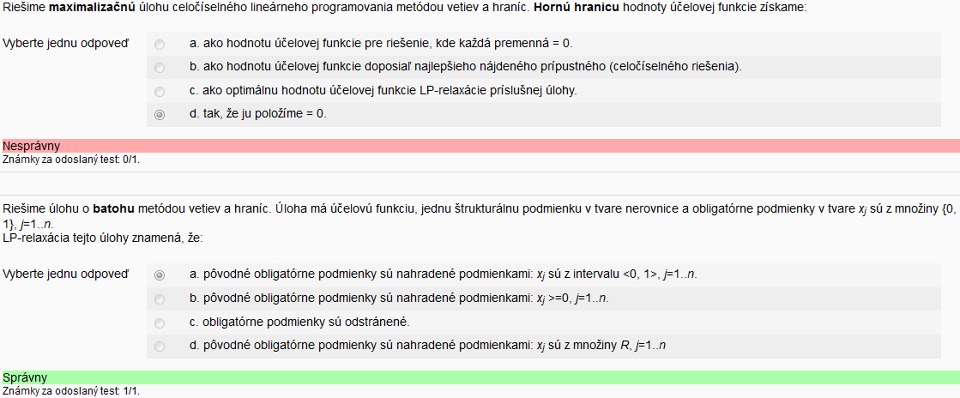 Riešime maximalizačnú úlohu celočíselného lineárneho programovania metódou vetiev a hraníc. Hornú hranicu hodnoty účelovej funkcie získame:
Vyberte jednu odpoveď
a. ako hodnotu účelovej funkcie pre riešenie, kde každá premenná = 0.
b. ako hodnotu účelovej funkcie doposiaľ najlepšieho nájdeného prípustného (celočíselného riešenia).
c. ako optimálnu hodnotu účelovej funkcie LP-relaxácie príslušnej úlohy.
d. tak, že ju položíme = 0.
Nesprávny
Známky za odoslaný test: 0/1.
Riešime úlohu o batohu metódou vetiev a hraníc. Úloha má účelovú funkciu, jednu štrukturálnu podmienku v tvare nerovnice a obligatórne podmienky v tvare xj sú z množiny {0,
1}, j=1..n.
LP-relaxácia tejto úlohy znamená, že:
Vyberte jednu odpoveď
a. pôvodné obligatórne podmienky sú nahradené podmienkami: xj sú z intervalu <0, 1>, j=1..n.
b. pôvodné obligatórne podmienky sú nahradené podmienkami: xj >=0, j=1..n.
c. obligatórne podmienky sú odstránené.
d. pôvodné obligatórne podmienky sú nahradené podmienkami: xj sú z množiny R, j=1..n
Správny
Známky za odoslaný test: 1/1.